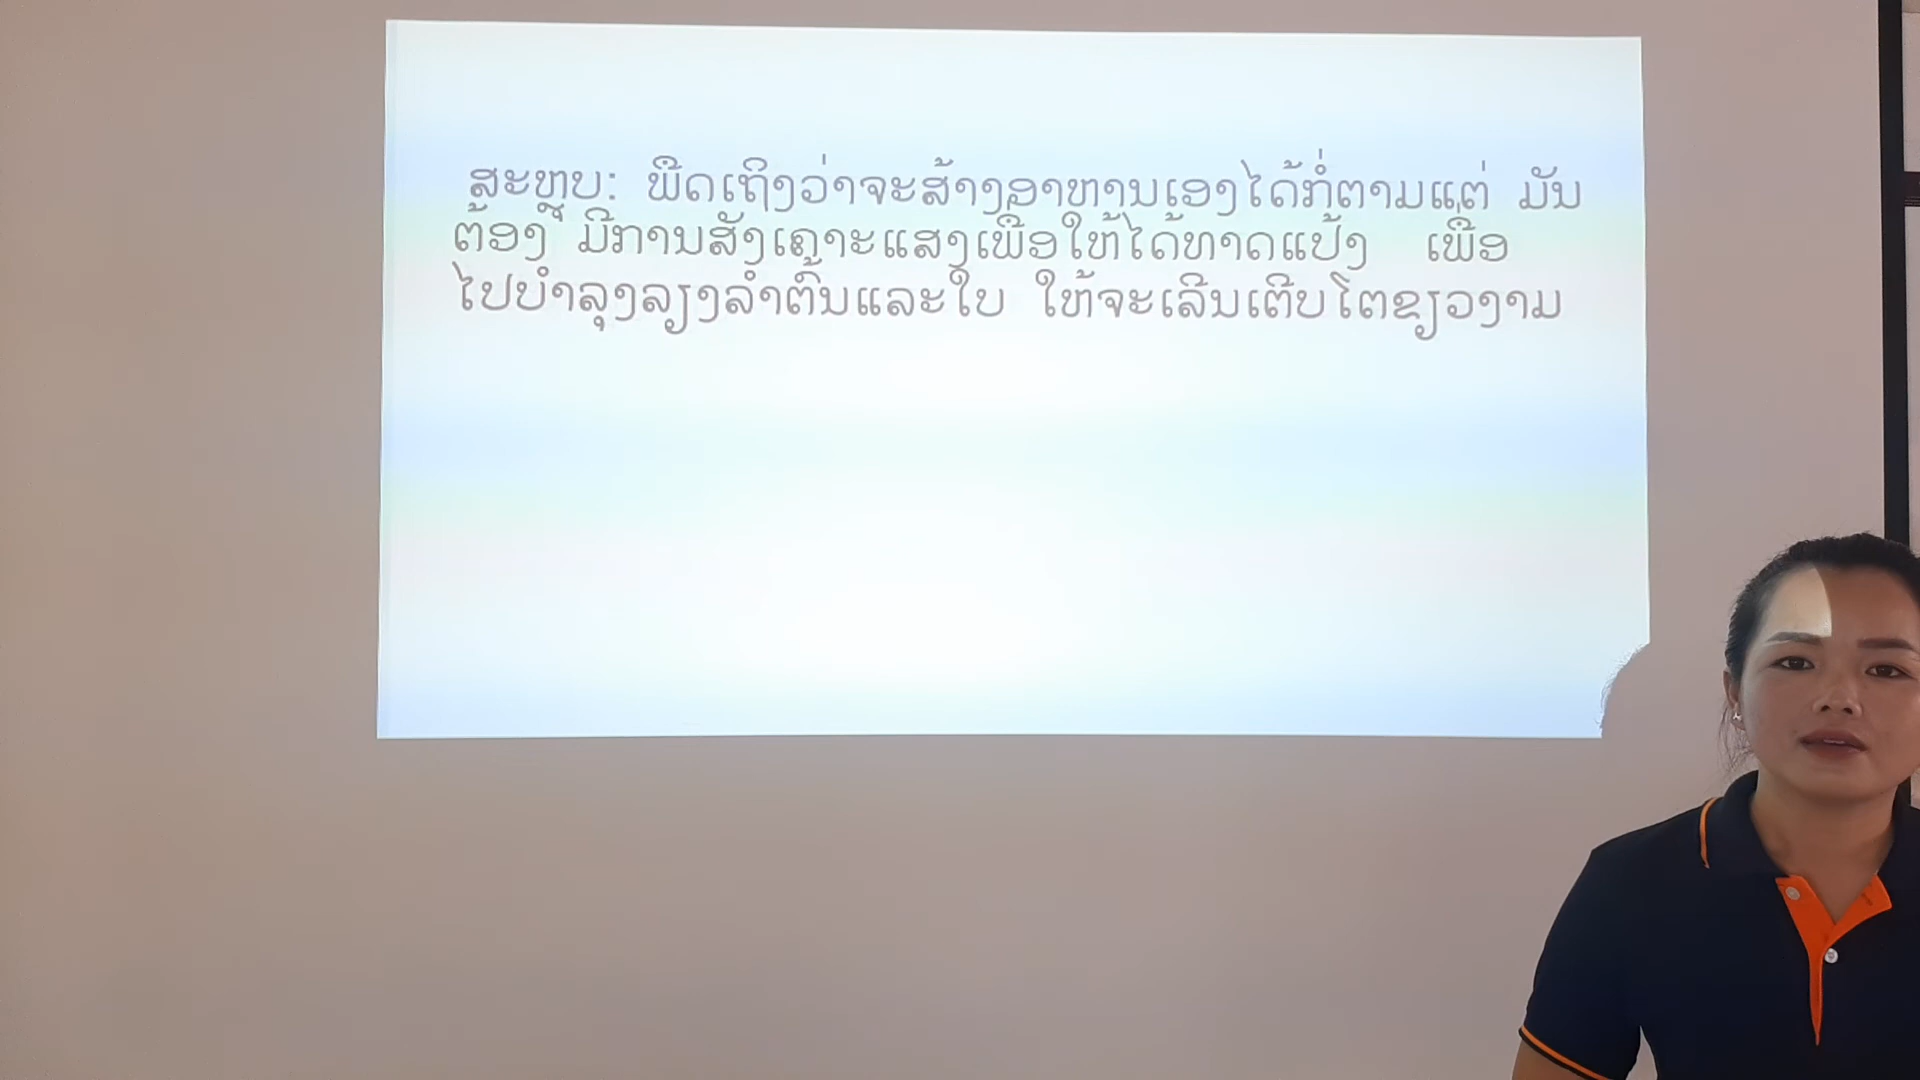 ສະຫຼຸບ: ພືດເຖິງວ່າຈະສ້າງອາຫານເອງໄດ້ກໍ່ຕາມແຕ່ ມັນ
ຕ້ອງ ມີການສັງເຄາະແສງເພື່ອໃຫ້ໄດ້ທາດແປ້ງ ເພື່ອ
ໄປບຳລຸງລ້ຽງລຳຕົ້ນແລະໃບ ໃຫ້ຈະເລີນເຕີບໂຕຂຽວງາມ